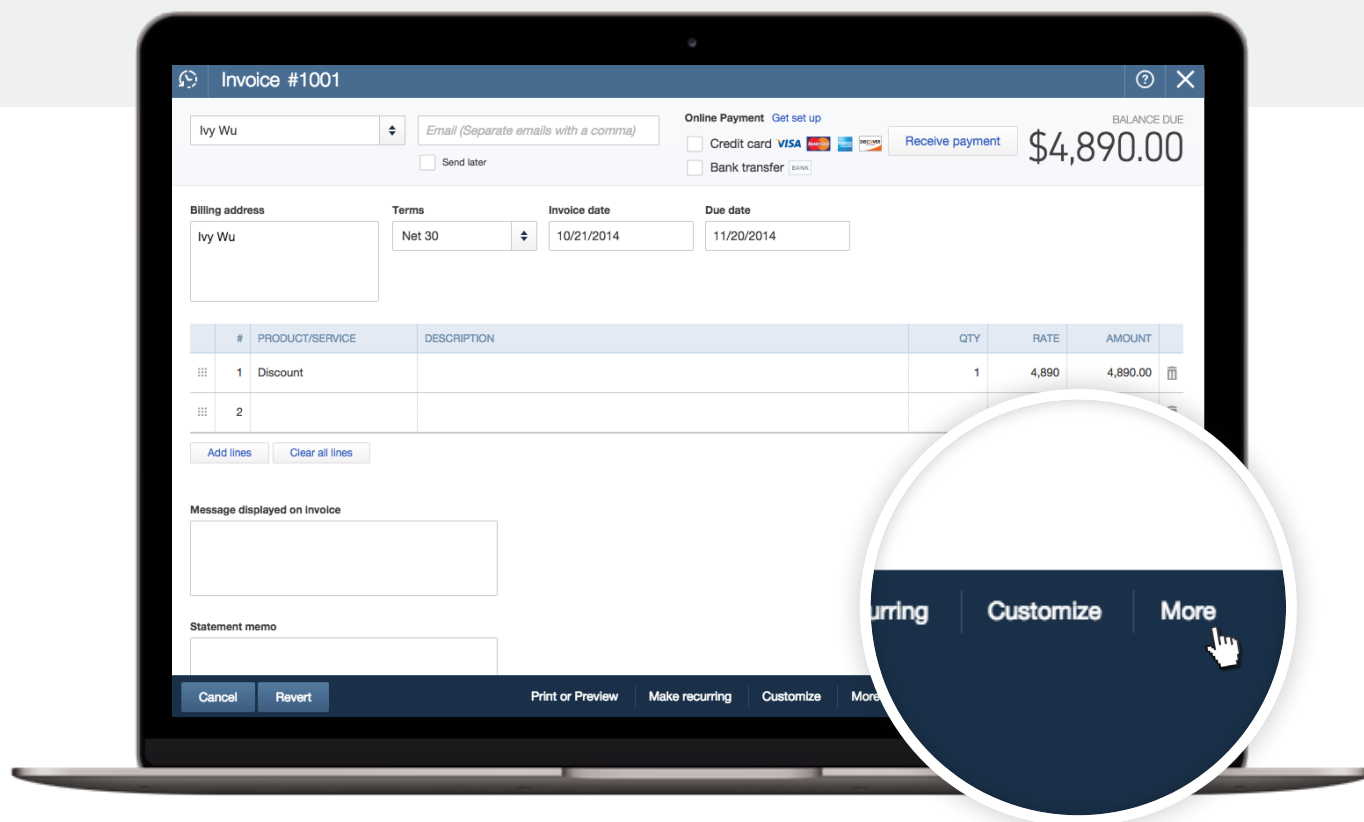 Invoice #1001
?
Ivy Wu
Email (Separate emails with a comma)
Send later
Online Payment Get set up
Credit card VISA MasterCard DISCOVER
Bank transfer BANK
Receive payment
BALANCE DUE
$4,890.00
Billing address
Ivy Wu
Terms
Net 30
Invoice date
10/21/2014
Due date
11/20/2014
# PRODUCT/SERVICE DESCRIPTION QTY RATE AMOUNT
1 Discount 1 4,890 4,890.00
2
Add lines Clear all lines
Message displayed on invoice
Statement memo
urring Customize More
Cancel Revert Print or Preview Make recurring Customize More